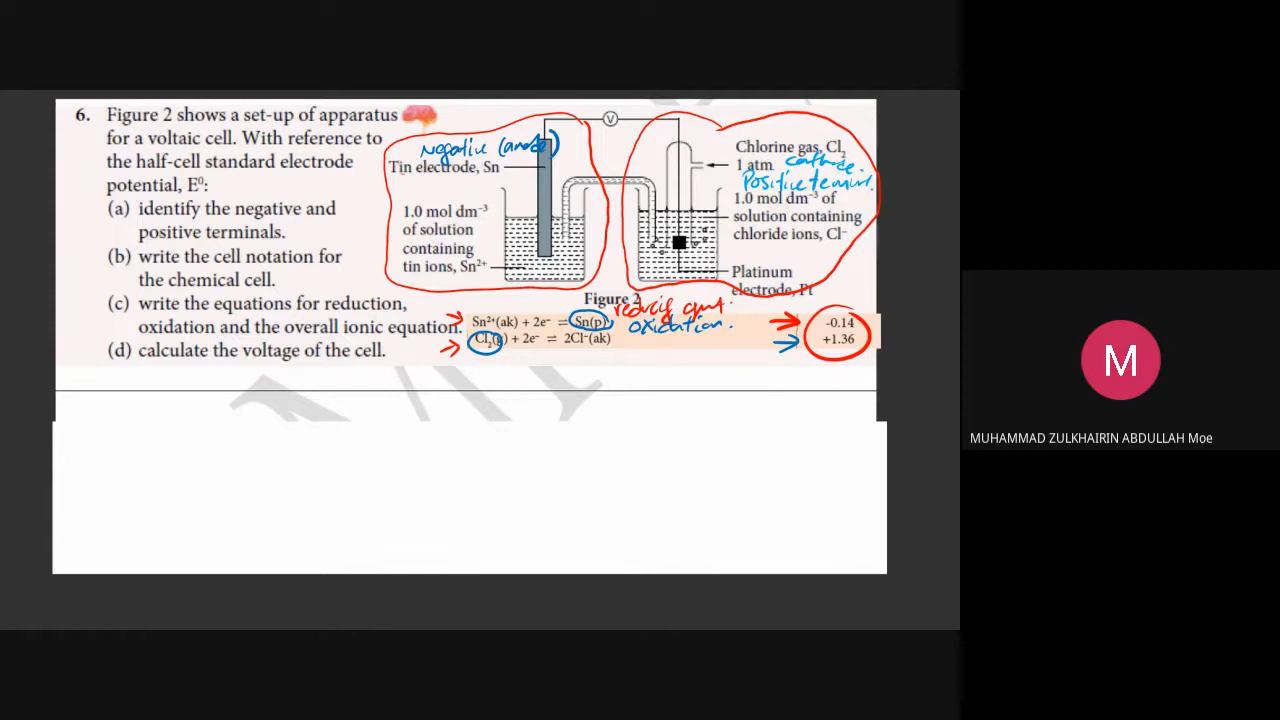 6. Figure 2 shows a set-up of apparatus
for a voltaic cell. With reference to
the half-cell standard electrode
potential, E⁰:
(a) identify the negative and
positive terminals.
(b) write the cell notation for
the chemical cell.
(c) write the equations for reduction,
oxidation and the overall ionic equation.
(d) calculate the voltage of the cell.
V
Negative (anode)
Tin electrode, Sn
1.0 mol dm⁻³
of solution
containing
tin ions, Sn²⁺
Chlorine gas, Cl₂
1 atm cathode.
Positive
1.0 mol dm⁻³ of
solution containing
chloride ions, Cl⁻
Platinum
electrode, Pt
Figure 2
Sn²⁺(ak) + 2e⁻ ⇌ Sn(p) oxidation. -0.14
Cl₂(g) + 2e⁻ ⇌ 2Cl⁻(ak) +1.36
M
MUHAMMAD ZULKHAIRIN ABDULLAH Moe